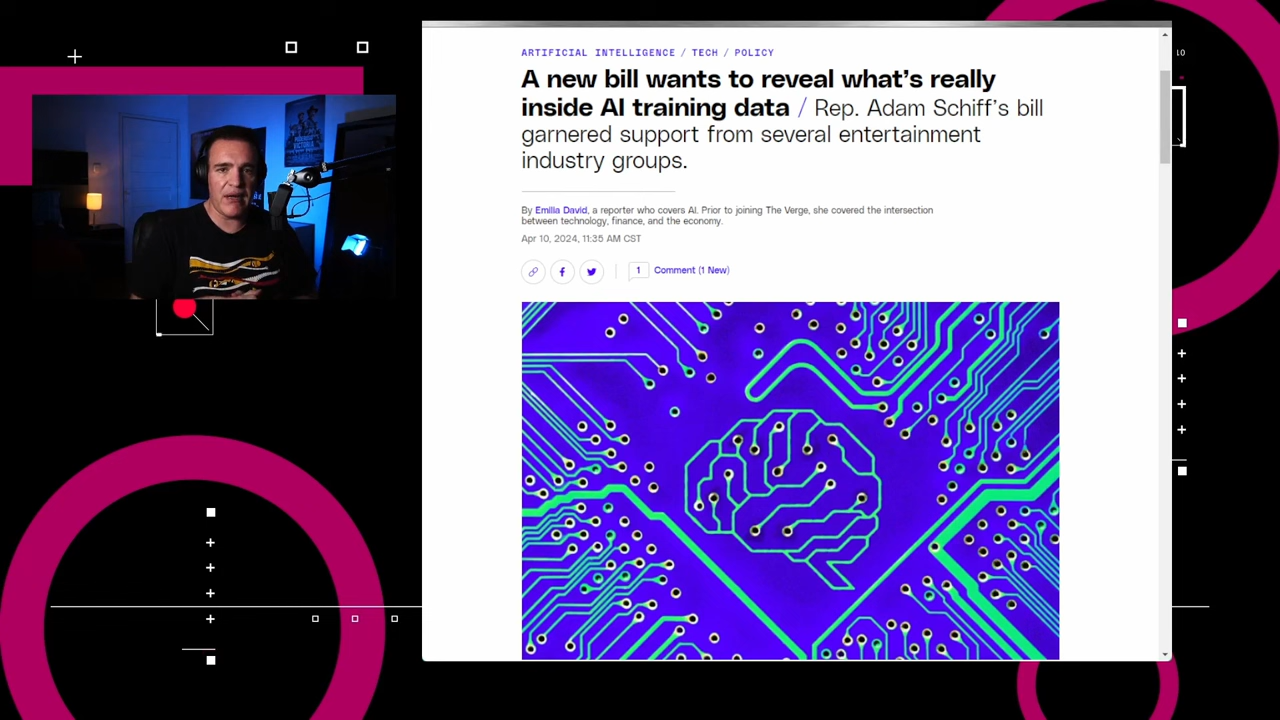 ARTIFICIAL INTELLIGENCE / TECH / POLICY
A new bill wants to reveal what's really
inside AI training data / Rep. Adam Schiff's bill
garnered support from several entertainment
industry groups.
By Emilia David, a reporter who covers AI. Prior to joining The Verge, she covered the intersection
between technology, finance, and the economy.
Apr 10, 2024, 11:35 AM CST
1 Comment (1 New)
10